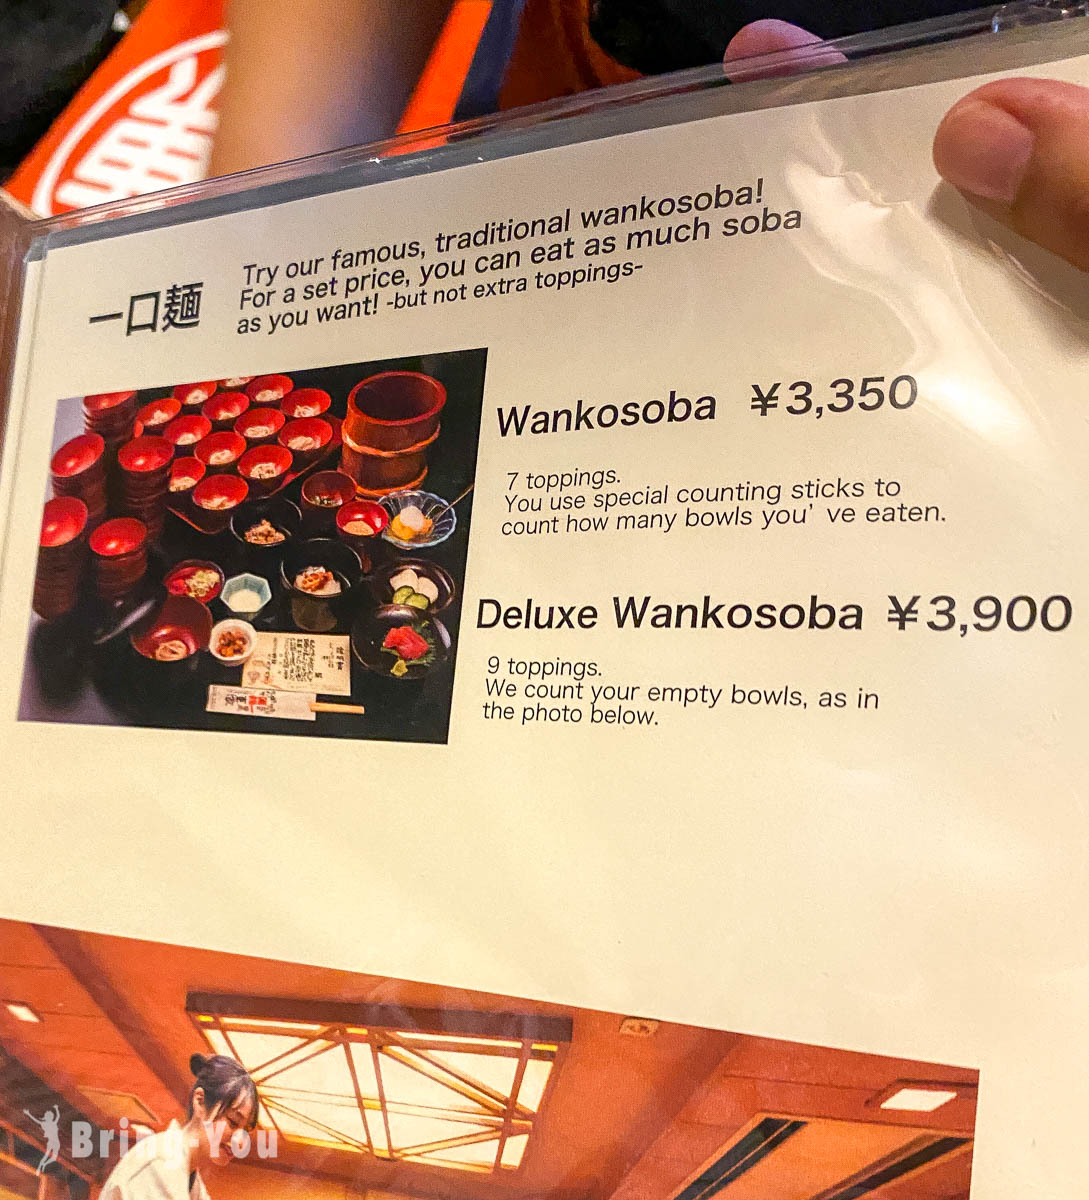 一口麺
Try our famous, traditional wankosoba!
For a set price, you can eat as much soba
as you want! -but not extra toppings-
Wankosoba ¥3,350
7 toppings.
You use special counting sticks to
count how many bowls you’ve eaten.
Deluxe Wankosoba ¥3,900
9 toppings.
We count your empty bowls, as in
the photo below.
Bring-You